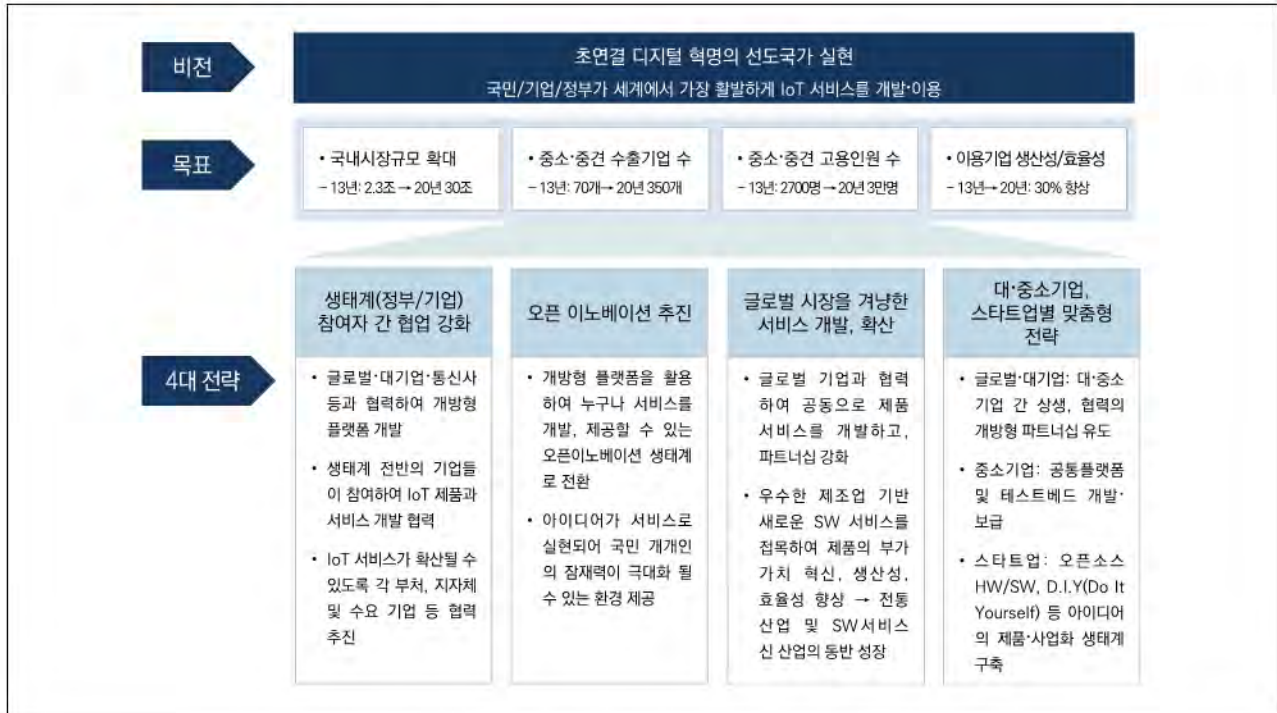 비전
초연결 디지털 혁명의 선도국가 실현
국민/기업/정부가 세계에서 가장 활발하게 IoT 서비스를 개발·이용
목표
• 국내시장규모 확대
– 13년: 2.3조 → 20년 30조
• 중소·중견 수출기업 수
– 13년: 70개→ 20년 350개
• 중소·중견 고용인원 수
– 13년: 2700명→20년 3만명
• 이용기업 생산성/효율성
– 13년→ 20년: 30% 향상
4대 전략
생태계(정부/기업)
참여자 간 협업 강화
• 글로벌·대기업·통신사
등과 협력하여 개방형
플랫폼 개발
• 생태계 전반의 기업들
이 참여하여 IoT 제품과
서비스 개발 협력
• IoT 서비스가 확산될 수
있도록 각 부처, 지자체
및 수요 기업 등 협력
추진
오픈 이노베이션 추진
• 개방형 플랫폼을 활용
하여 누구나 서비스를
개발, 제공할 수 있는
오픈이노베이션 생태계
로 전환
• 아이디어가 서비스로
실현되어 국민 개개인
의 잠재력이 극대화 될
수 있는 환경 제공
글로벌 시장을 겨냥한
서비스 개발, 확산
• 글로벌 기업과 협력
하여 공동으로 제품
서비스를 개발하고,
파트너십 강화
• 우수한 제조업 기반
새로운 SW 서비스를
접목하여 제품의 부가
가치 혁신, 생산성,
효율성 향상 → 전통
산업 및 SW서비스
신 산업의 동반 성장
대·중소기업,
스타트업별 맞춤형
전략
• 글로벌·대기업: 대·중소
기업 간 상생, 협력의
개방형 파트너십 유도
• 중소기업: 공통플랫폼
및 테스트베드 개발·
보급
• 스타트업: 오픈소스
HW/SW, D.I.Y(Do It
Yourself) 등 아이디어
의 제품·사업화 생태계
구축